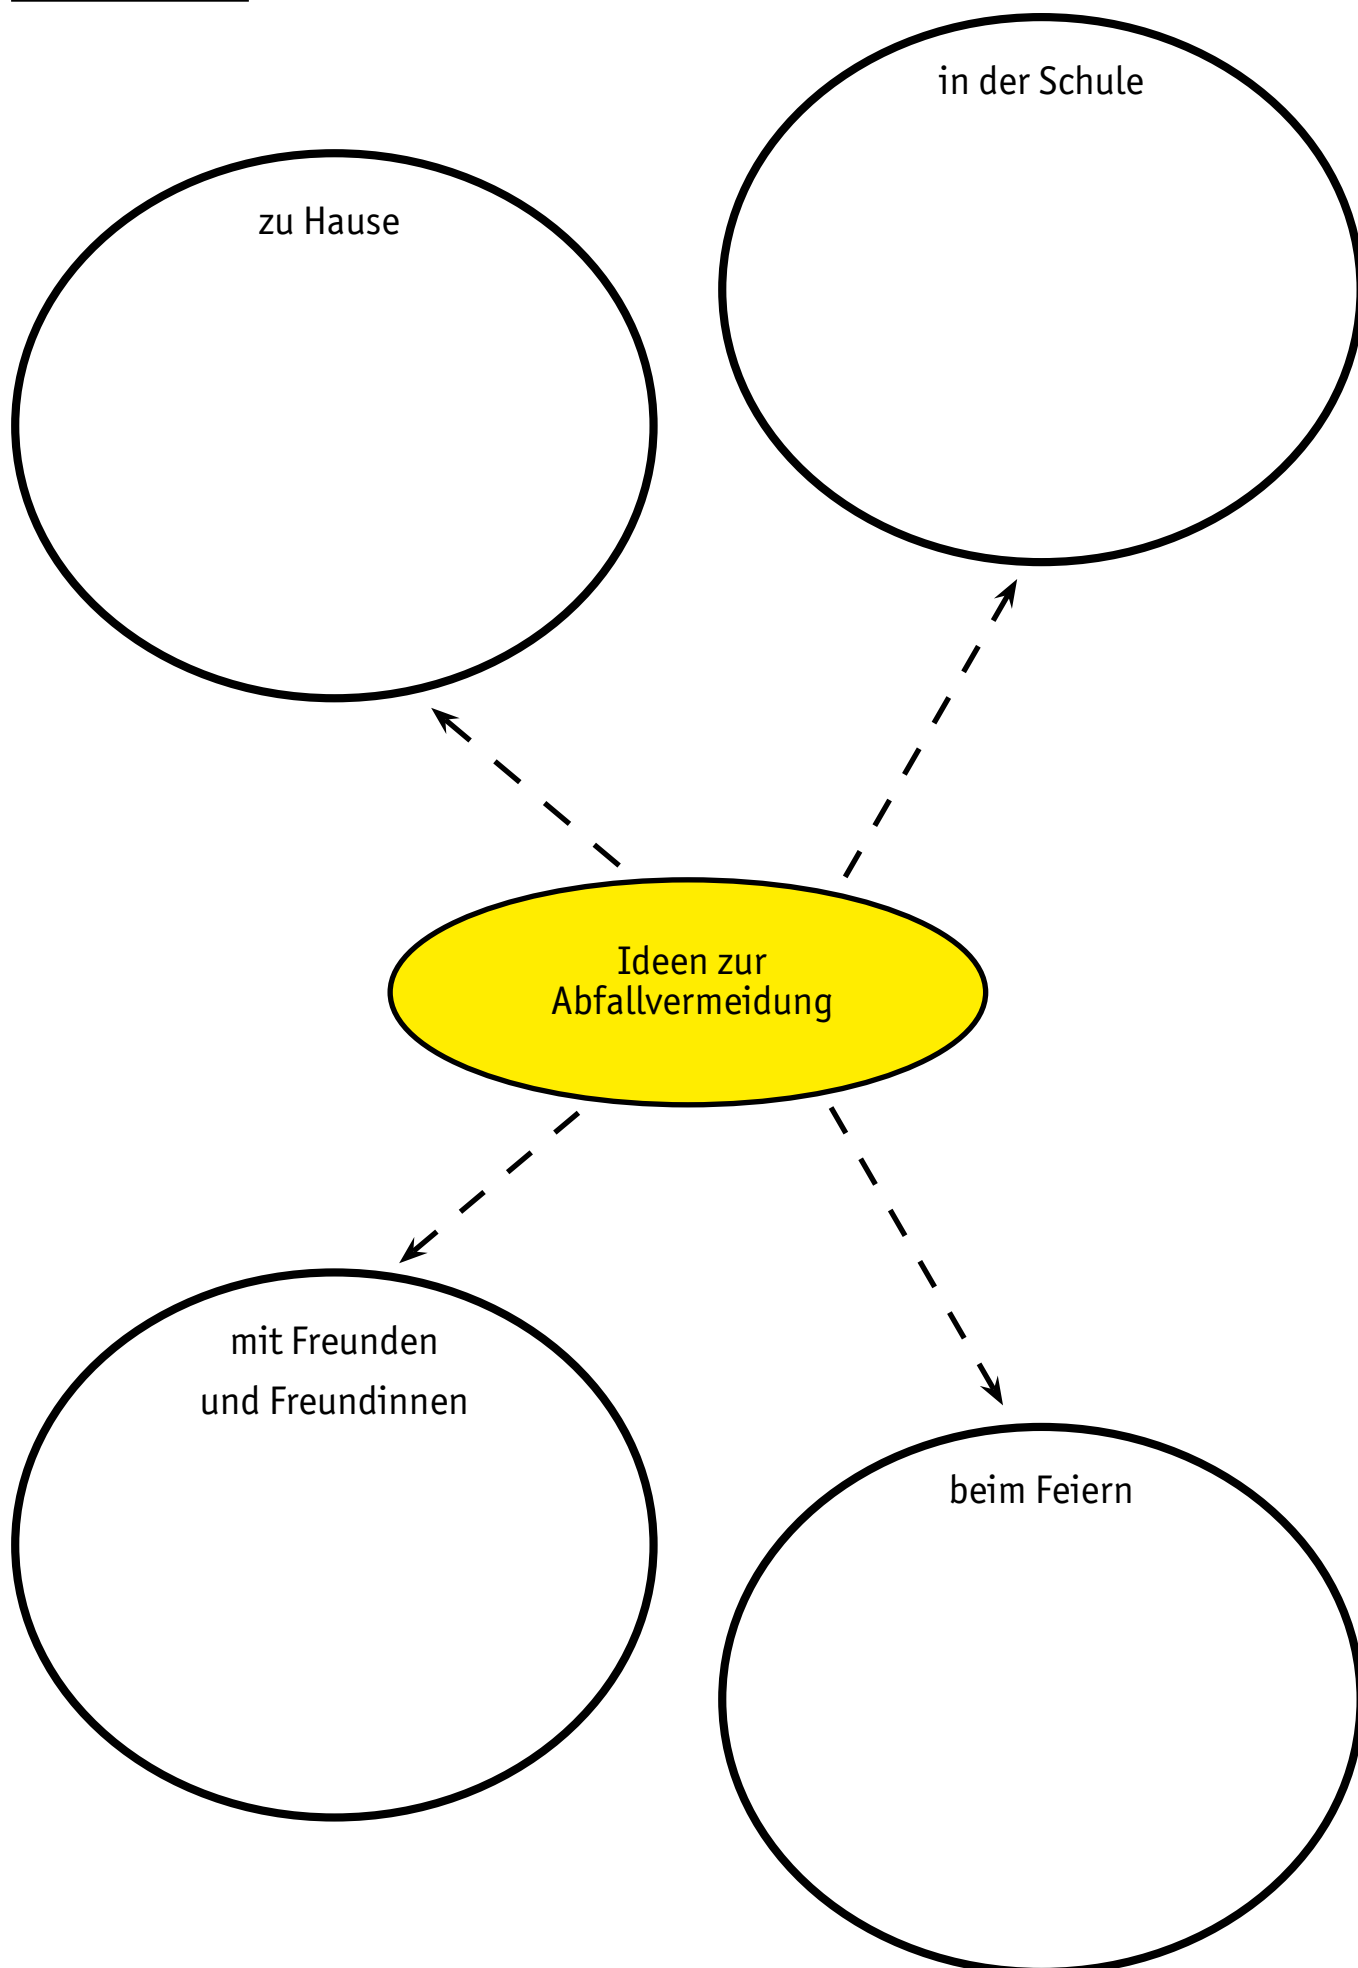 in der Schule
zu Hause
Ideen zur
Abfallvermeidung
mit Freunden
und Freundinnen
beim Feiern